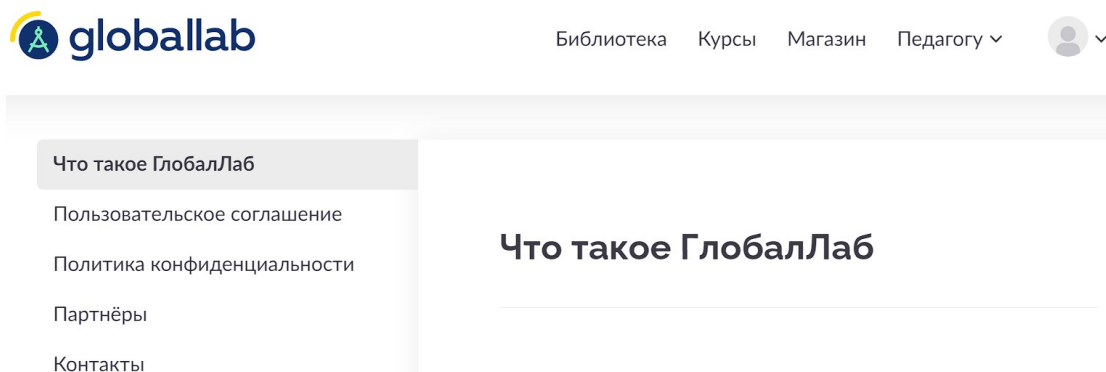 globallab
Библиотека Курсы Магазин Педагогу
Что такое ГлобалЛаб
Пользовательское соглашение
Политика конфиденциальности
Партнёры
Контакты
Что такое ГлобалЛаб